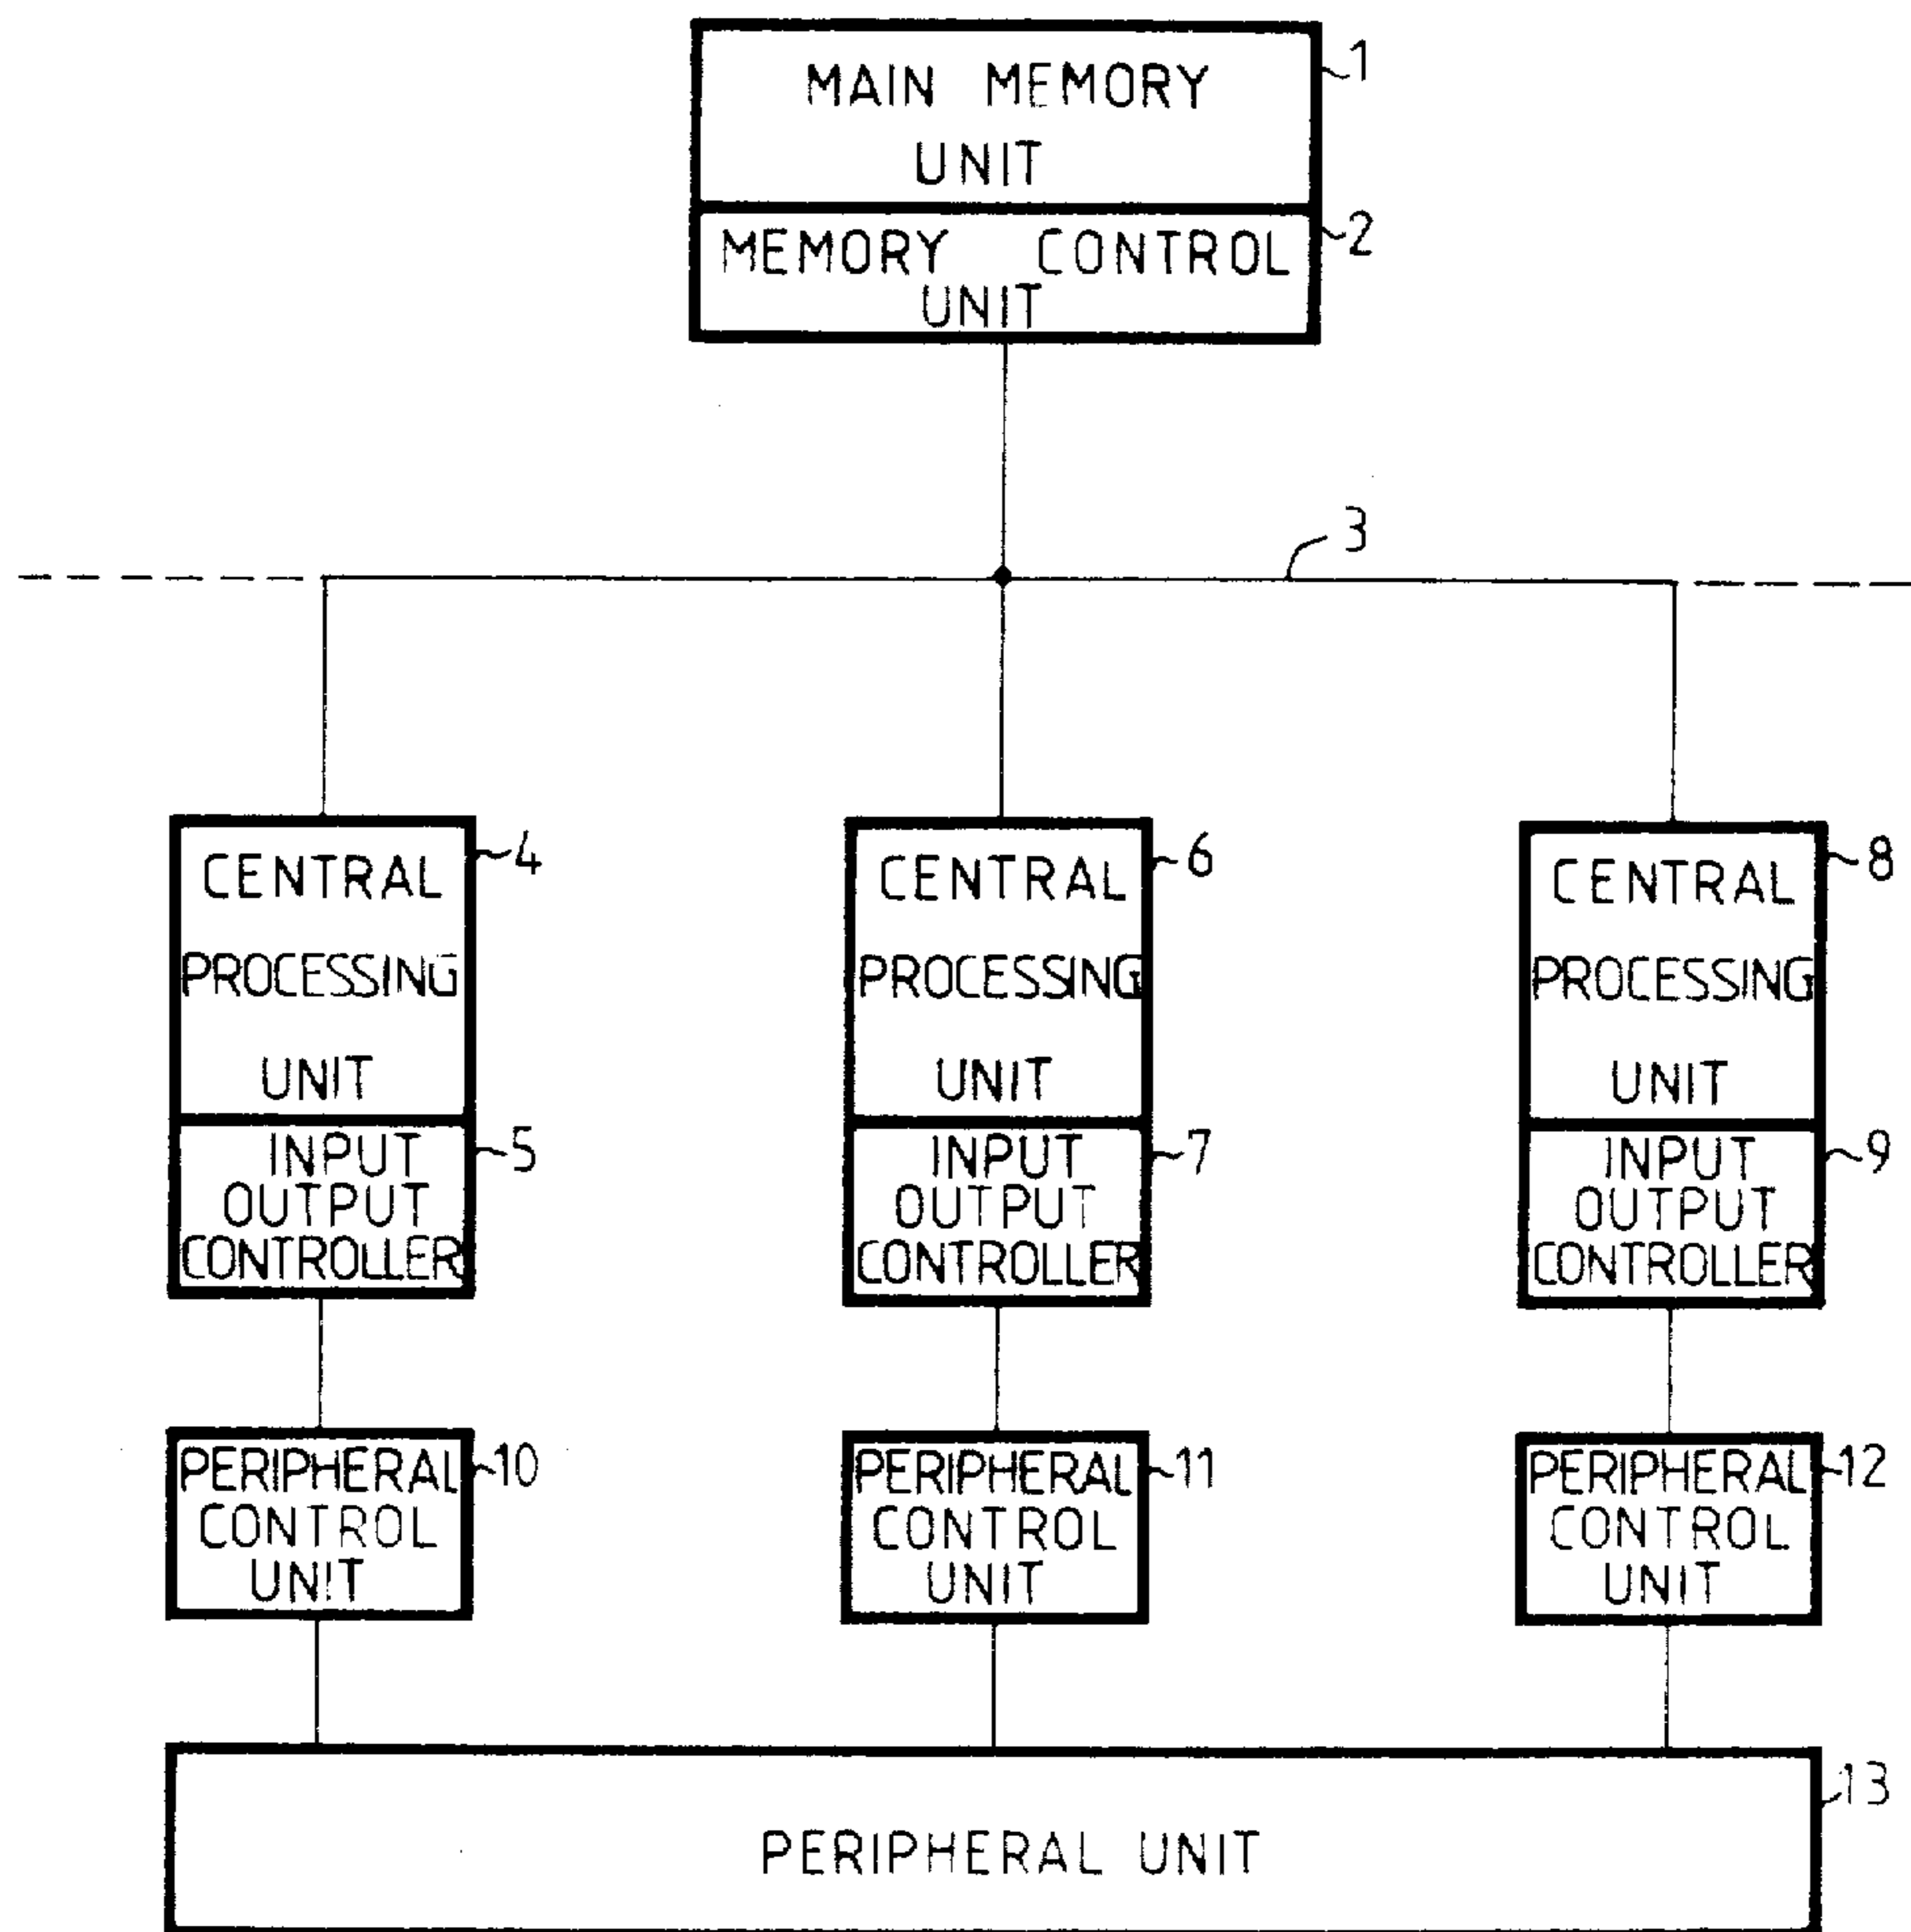 MAIN MEMORY
UNIT
1
MEMORY CONTROL
UNIT
2
3
CENTRAL
PROCESSING
UNIT
4
INPUT
OUTPUT
CONTROLLER
5
CENTRAL
PROCESSING
UNIT
6
INPUT
OUTPUT
CONTROLLER
7
CENTRAL
PROCESSING
UNIT
8
INPUT
OUTPUT
CONTROLLER
9
PERIPHERAL
CONTROL
UNIT
10
PERIPHERAL
CONTROL
UNIT
11
PERIPHERAL
CONTROL
UNIT
12
PERIPHERAL UNIT
13